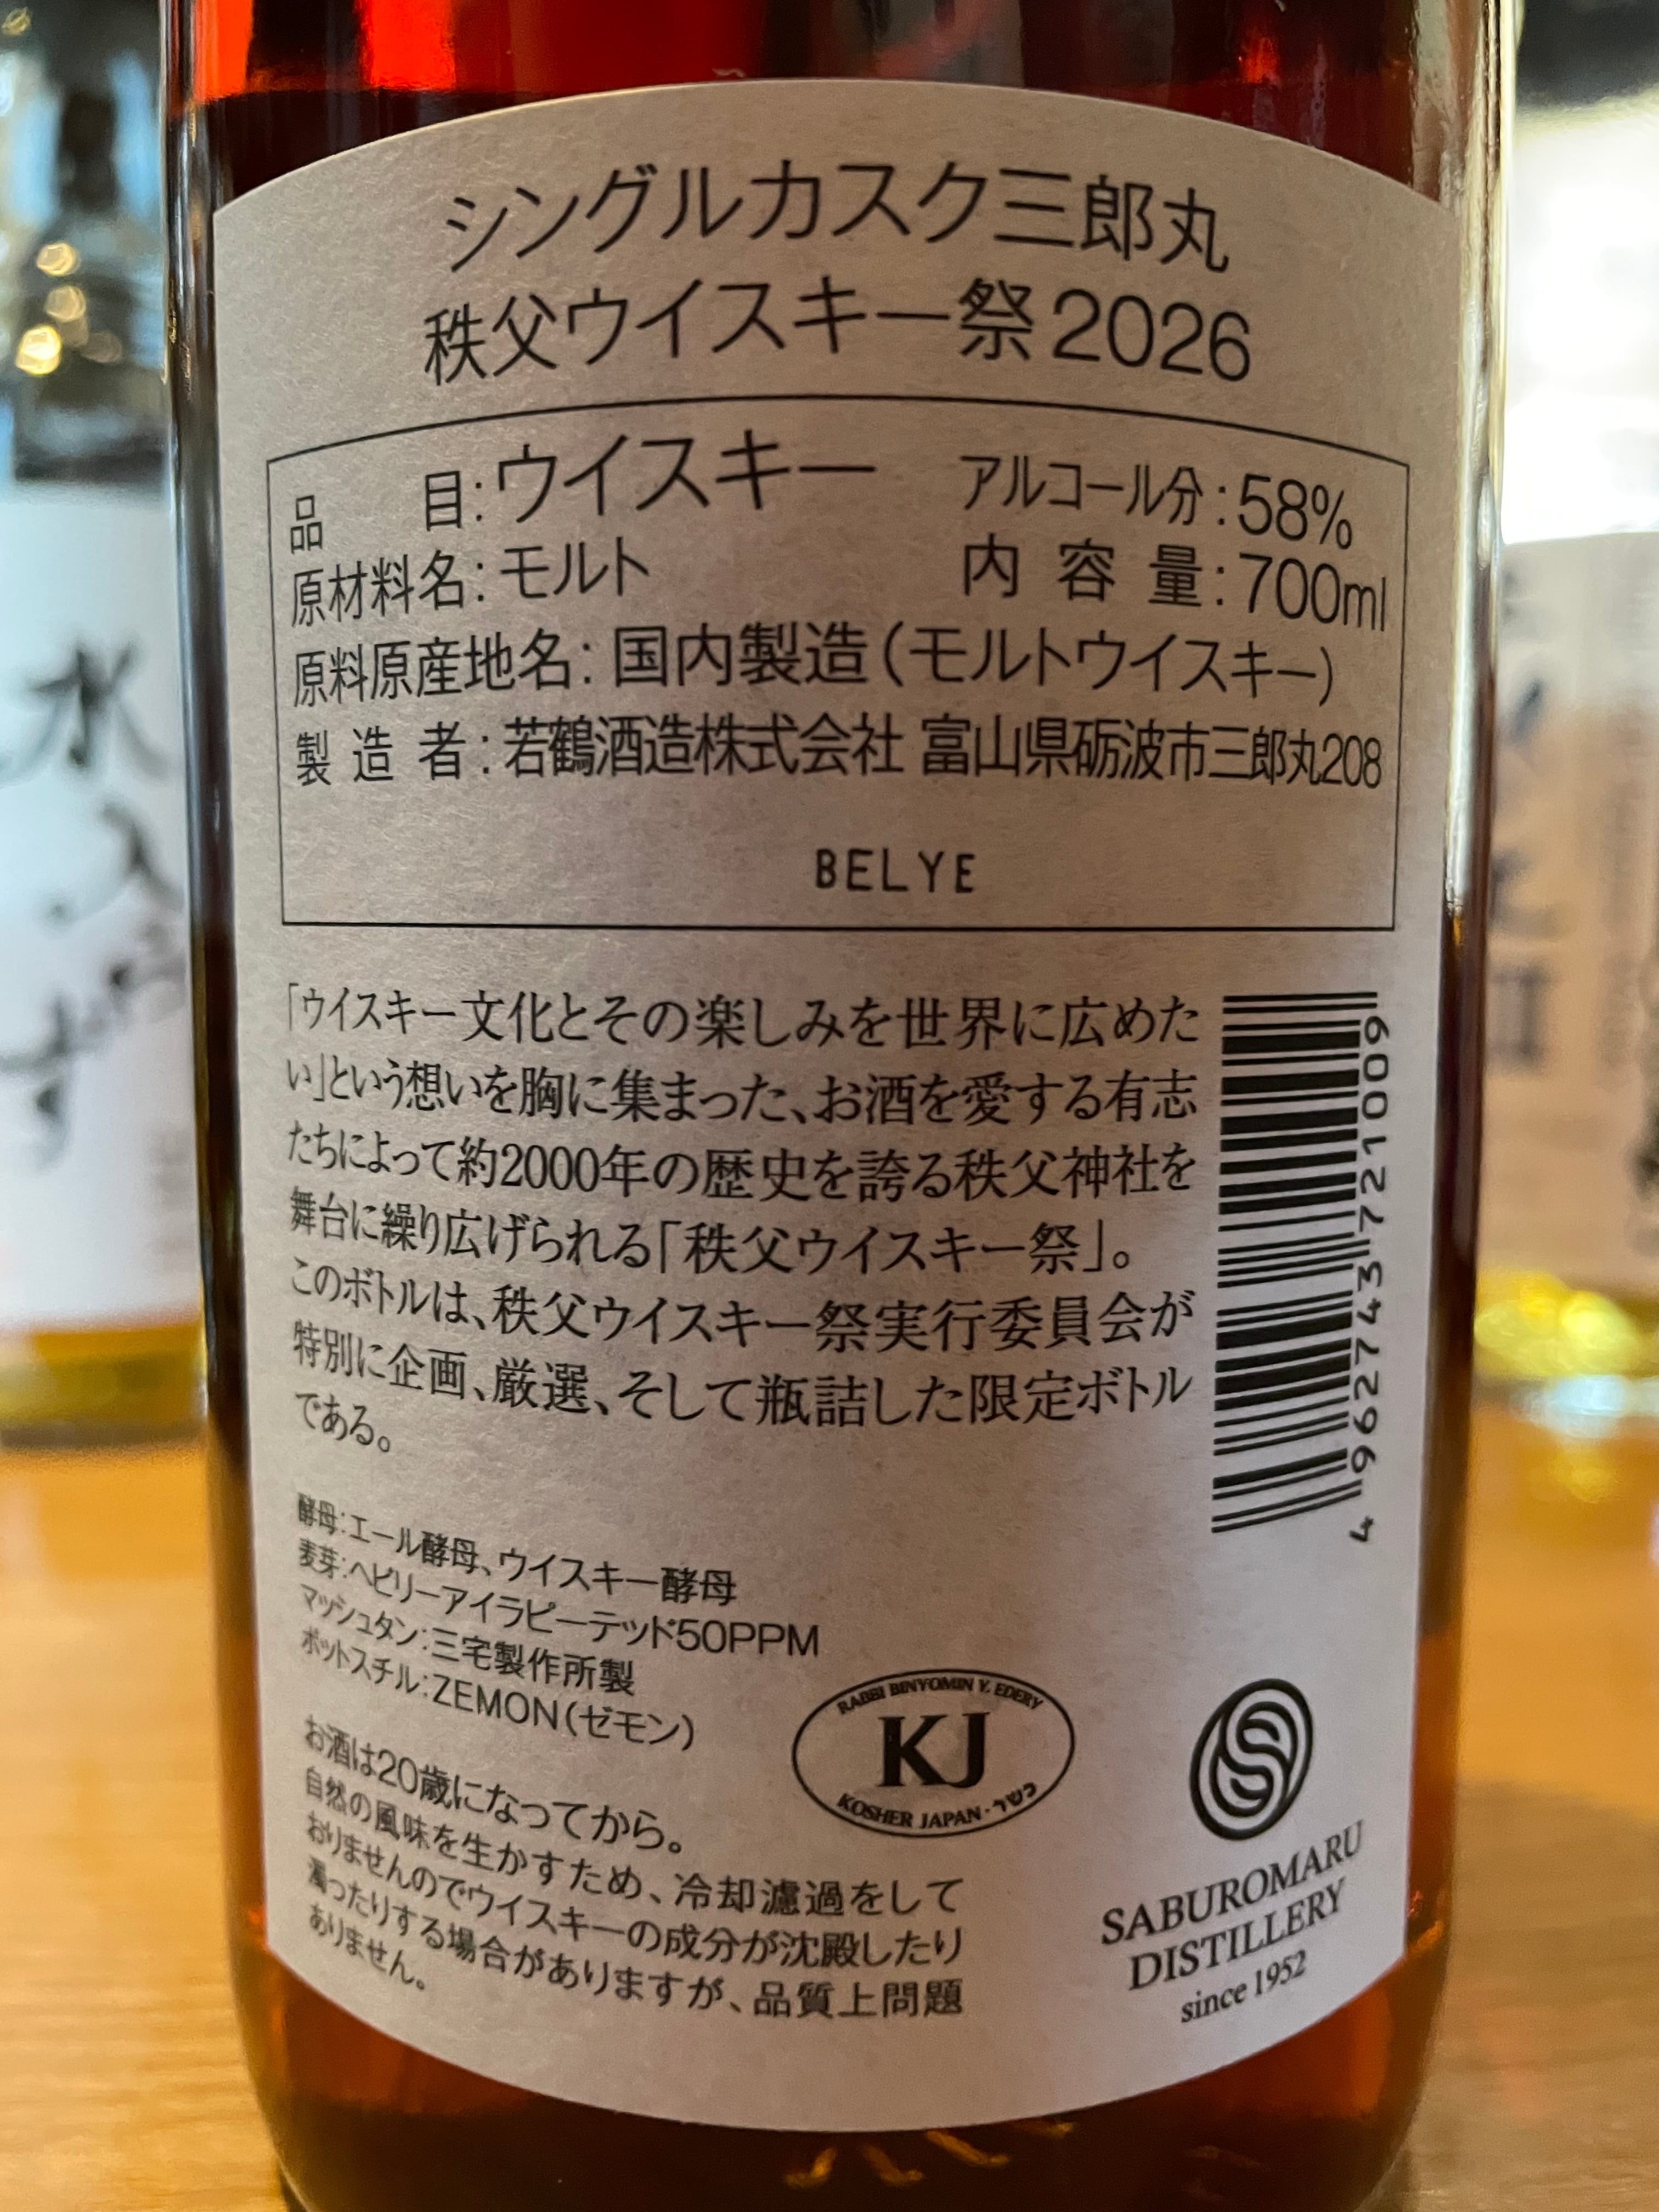 シングルカスク三郎丸
秩父ウイスキー祭2026
品目:ウイスキー アルコール分:58%
原材料名:モルト 内容量:700ml
原料原産地名:国内製造(モルトウイスキー)
製造者:若鶴酒造株式会社 富山県砺波市三郎丸208
BELYE
「ウイスキー文化とその楽しみを世界に広めた
い」という想いを胸に集まった、お酒を愛する有志
たちによって約2000年の歴史を誇る秩父神社を
舞台に繰り広げられる「秩父ウイスキー祭」。
このボトルは、秩父ウイスキー祭実行委員会が
特別に企画、厳選、そして瓶詰した限定ボトル
である。
4 962743 721009
酵母:エール酵母、ウイスキー酵母
麦芽:ヘビリーアイラピーテッド50PPM
マッシュタン:三宅製作所製
ポットスチル:ZEMON(ゼモン)
お酒は20歳になってから。
自然の風味を生かすため、冷却濾過をして
おりませんのでウイスキーの成分が沈殿したり
濁ったりする場合がありますが、品質上問題
ありません。
RABBI BINYOMIN Y. EDERY
KJ
KOSHER JAPAN · כשר
SABUROMARU
DISTILLERY
since 1952